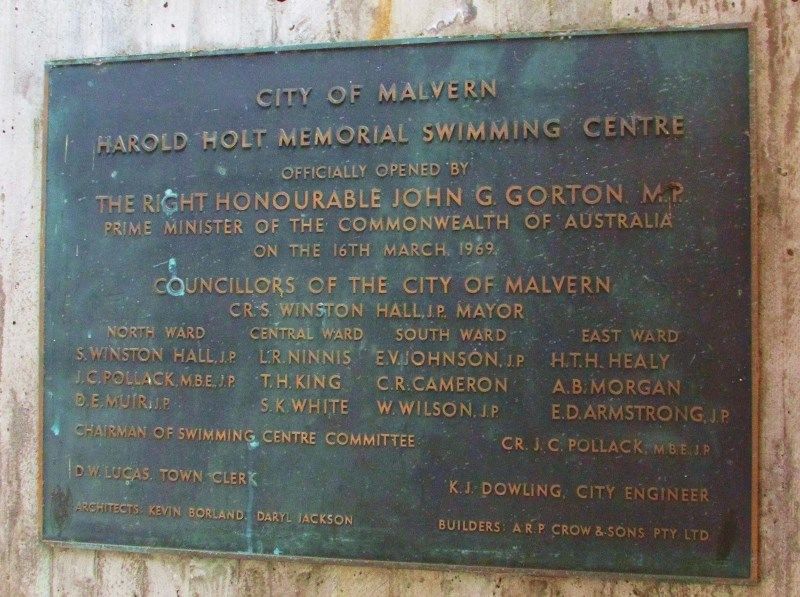 CITY OF MALVERN
HAROLD HOLT MEMORIAL SWIMMING CENTRE
OFFICIALLY OPENED BY
THE RIGHT HONOURABLE JOHN G. GORTON, M.P.
PRIME MINISTER OF THE COMMONWEALTH OF AUSTRALIA
ON THE 16TH MARCH, 1969.
COUNCILLORS OF THE CITY OF MALVERN
CR. S. WINSTON HALL, J.P. MAYOR
NORTH WARD CENTRAL WARD SOUTH WARD EAST WARD
S. WINSTON HALL, J.P. L.R. NINNIS E.V. JOHNSON, J.P. H.T.H. HEALY
J.C. POLLACK, M.B.E., J.P. T.H. KING C.R. CAMERON A.B. MORGAN
D.E. MUIR, J.P. S.K. WHITE W. WILSON, J.P. E.D. ARMSTRONG, J.P.
CHAIRMAN OF SWIMMING CENTRE COMMITTEE: CR. J. C. POLLACK, M.B.E. J.P.
D.W. LUCAS, TOWN CLERK K.J. DOWLING, CITY ENGINEER
ARCHITECTS: KEVIN BORLAND, DARYL JACKSON BUILDERS: A.R.P. CROW & SONS PTY LTD